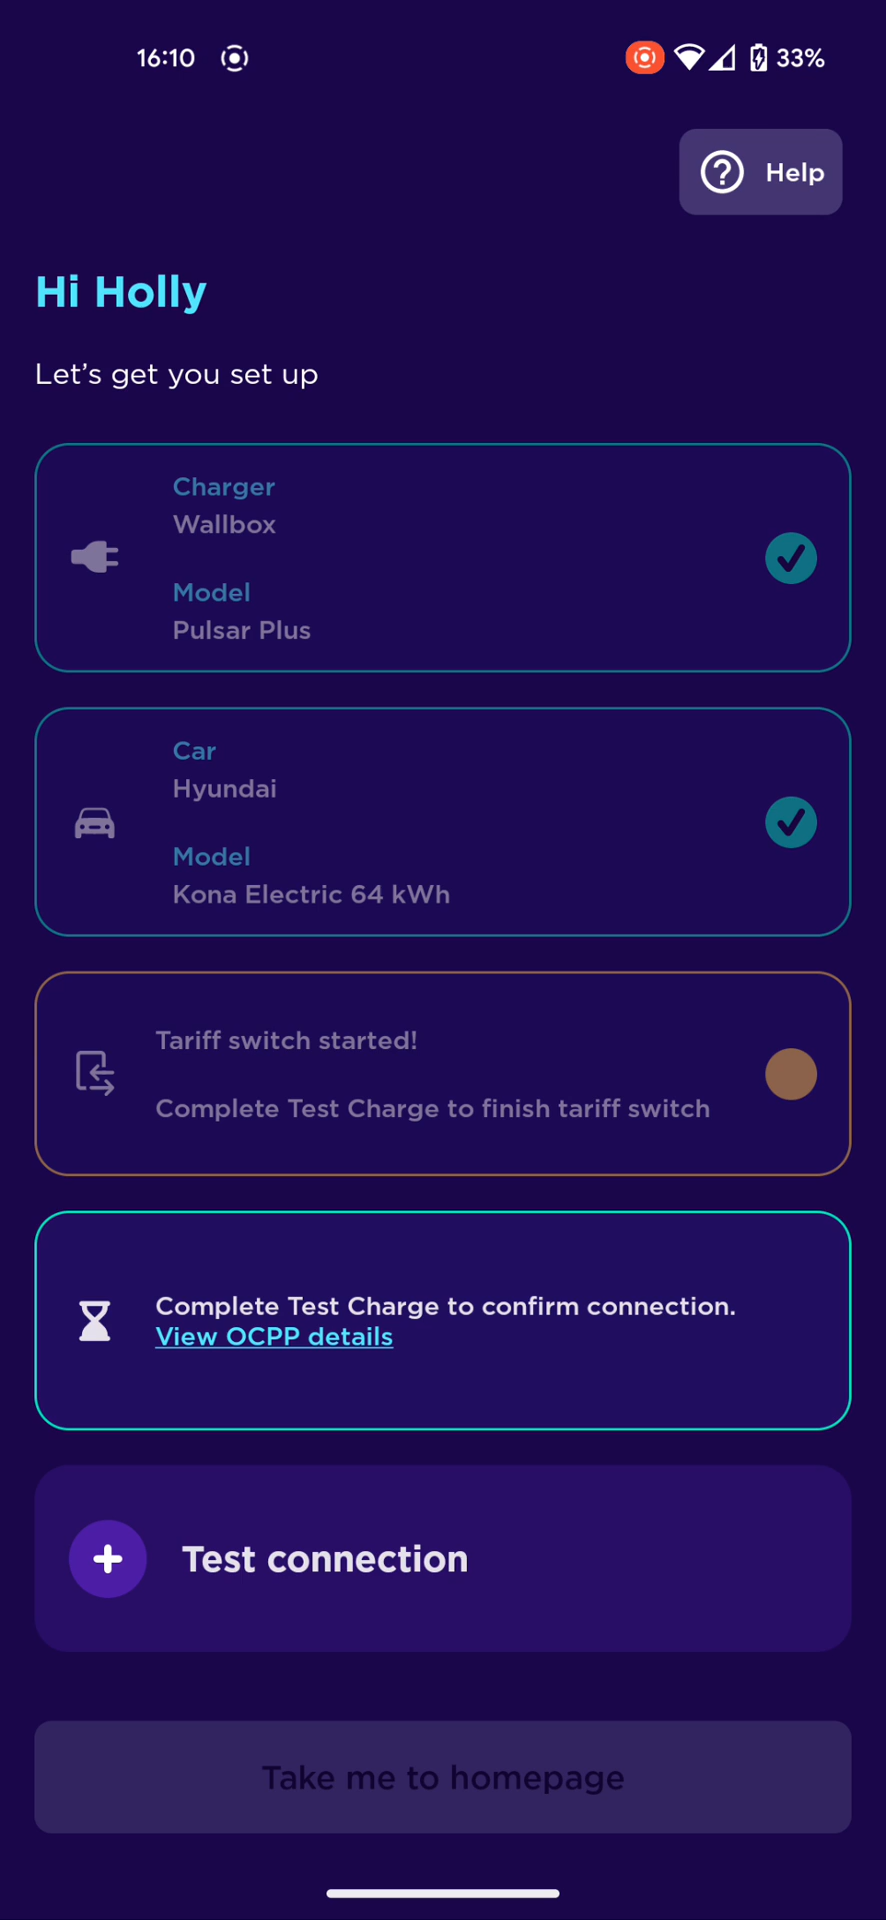 16:10
33%
Help
Hi Holly
Let’s get you set up
Charger
Wallbox
Model
Pulsar Plus
Car
Hyundai
Model
Kona Electric 64 kWh
Tariff switch started!
Complete Test Charge to finish tariff switch
Complete Test Charge to confirm connection.
View OCPP details
Test connection
Take me to homepage